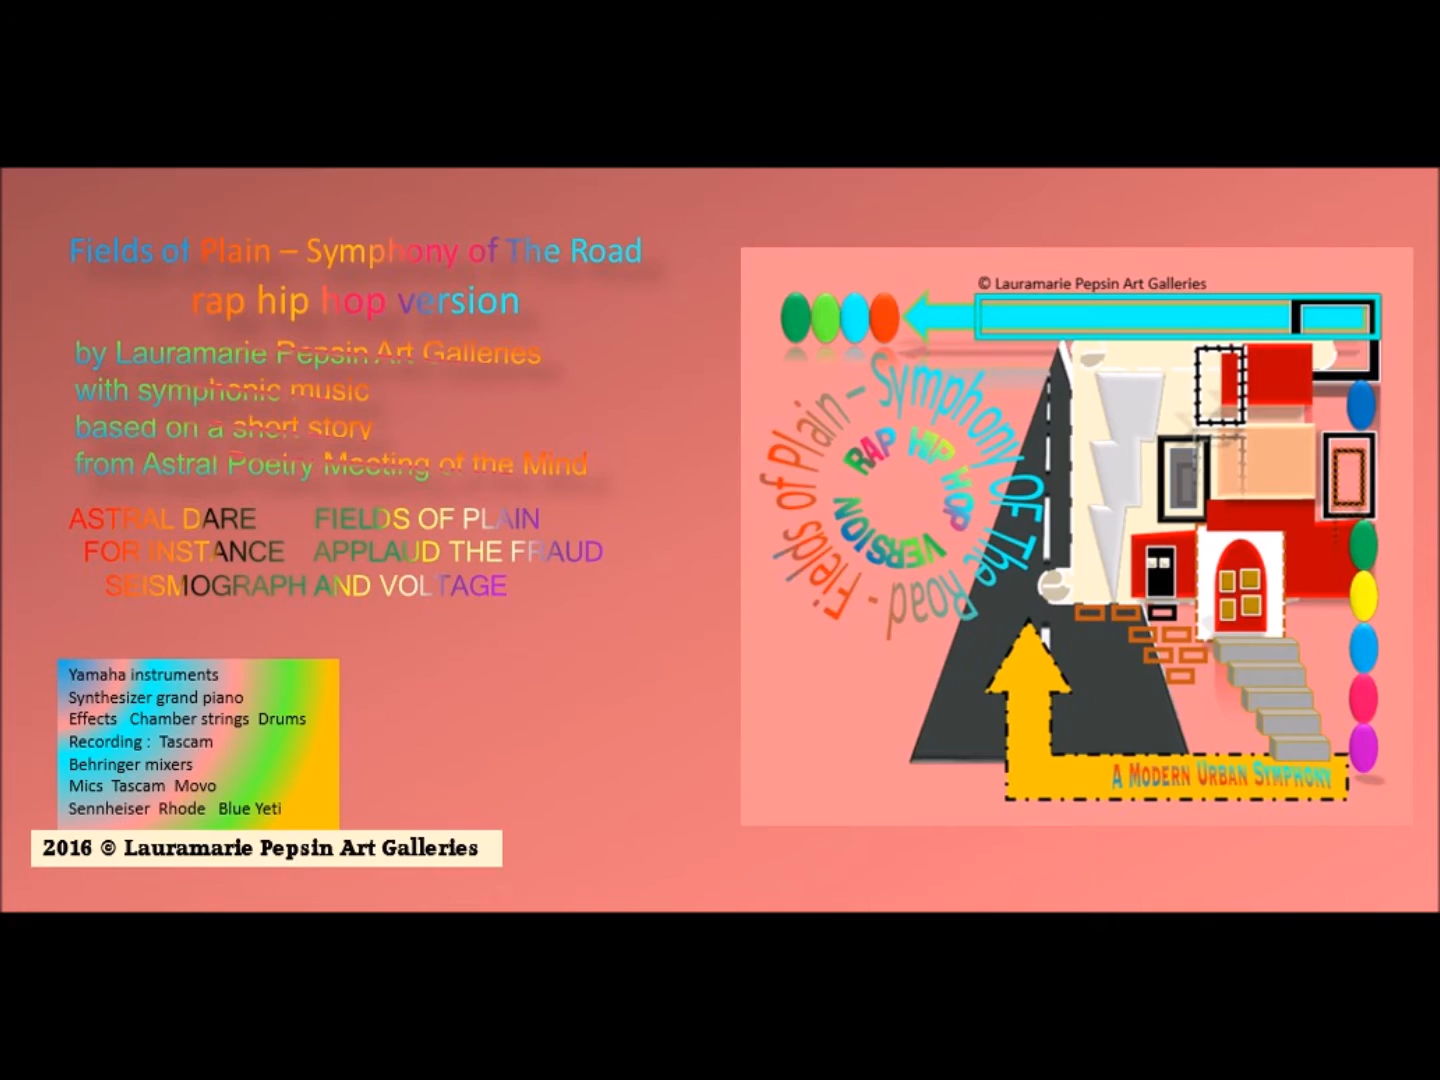 Fields of Plain – Symphony of The Road
rap hip hop version
by Lauramarie Pepsin Art Galleries
with symphonic music
based on a short story
from Astral Poetry Meeting of the Mind
ASTRAL DARE FIELDS OF PLAIN
FOR INSTANCE APPLAUD THE FRAUD
SEISMOGRAPH AND VOLTAGE
Yamaha instruments
Synthesizer grand piano
Effects Chamber strings Drums
Recording : Tascam
Behringer mixers
Mics Tascam Movo
Sennheiser Rhode Blue Yeti
2016 © Lauramarie Pepsin Art Galleries
© Lauramarie Pepsin Art Galleries
Fields of Plain – Symphony OF The Road -
RAP HIP HOP VERSION
A MODERN URBAN SYMPHONY